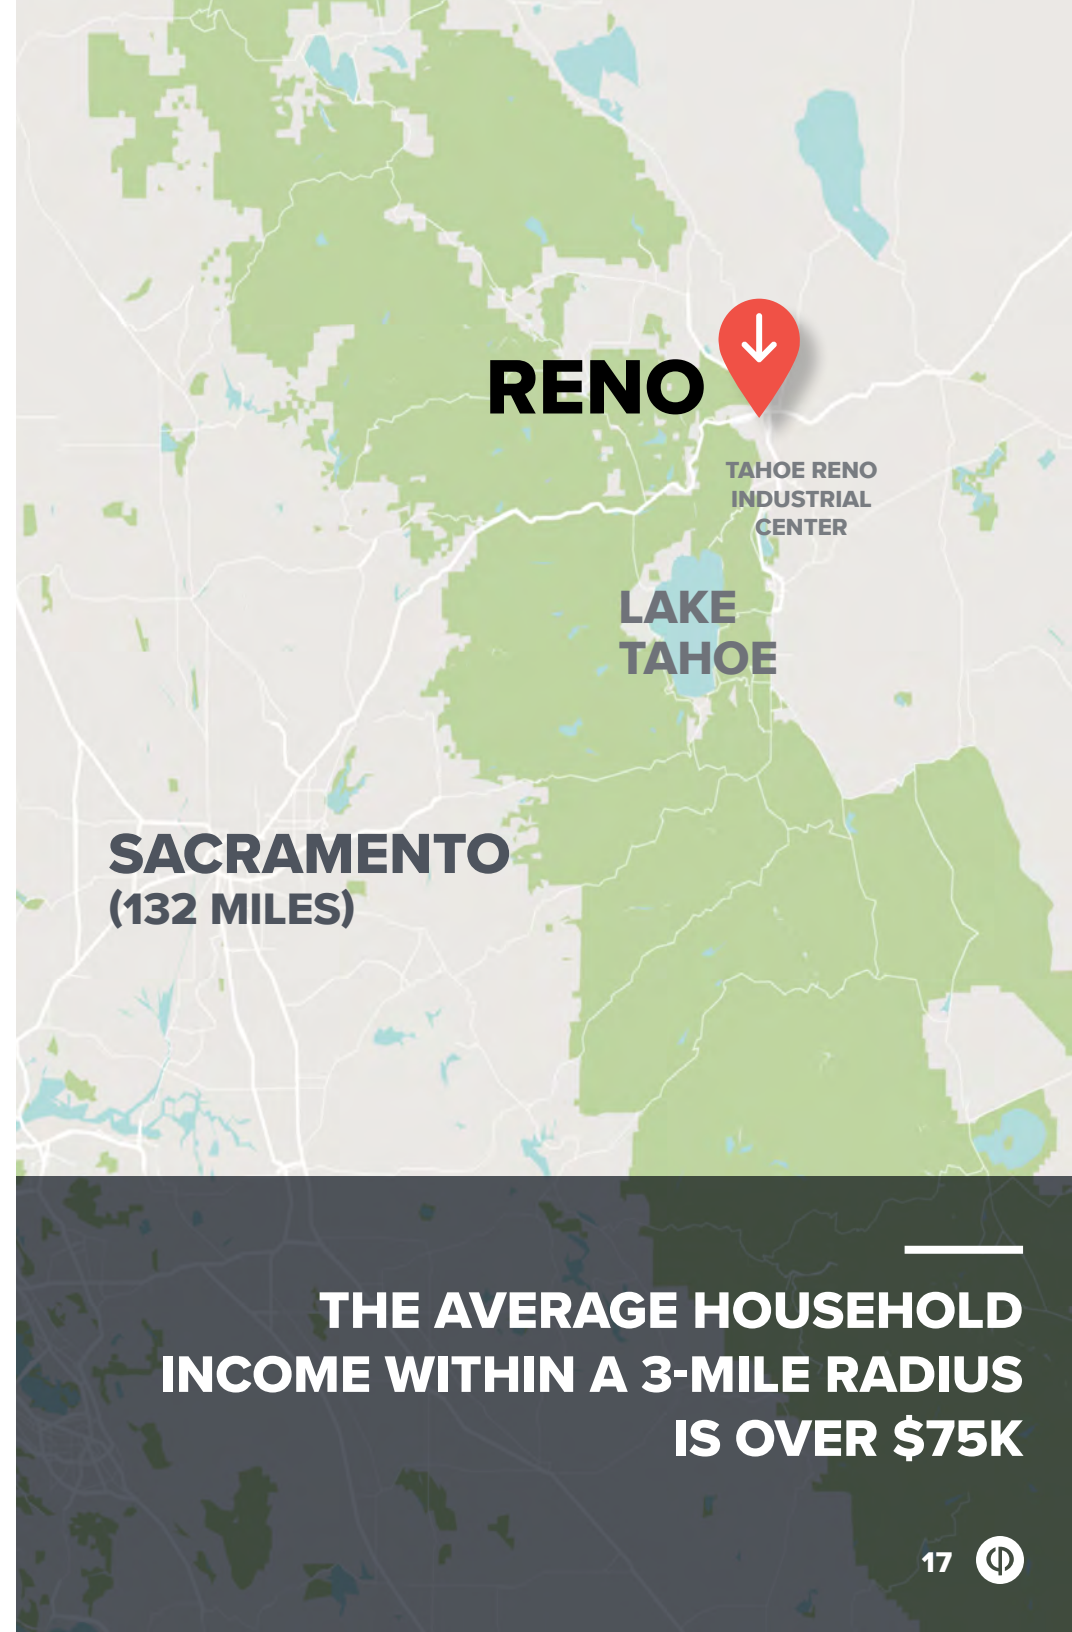 RENO
TAHOE RENO
INDUSTRIAL
CENTER
LAKE
TAHOE
SACRAMENTO
(132 MILES)
THE AVERAGE HOUSEHOLD
INCOME WITHIN A 3-MILE RADIUS
IS OVER $75K
17